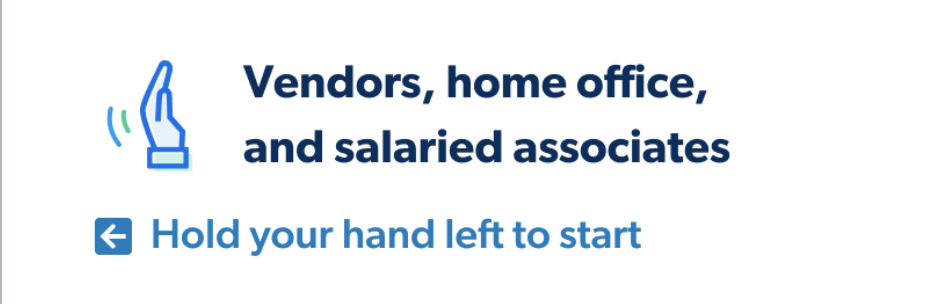 Vendors, home office,
and salaried associates
Hold your hand left to start